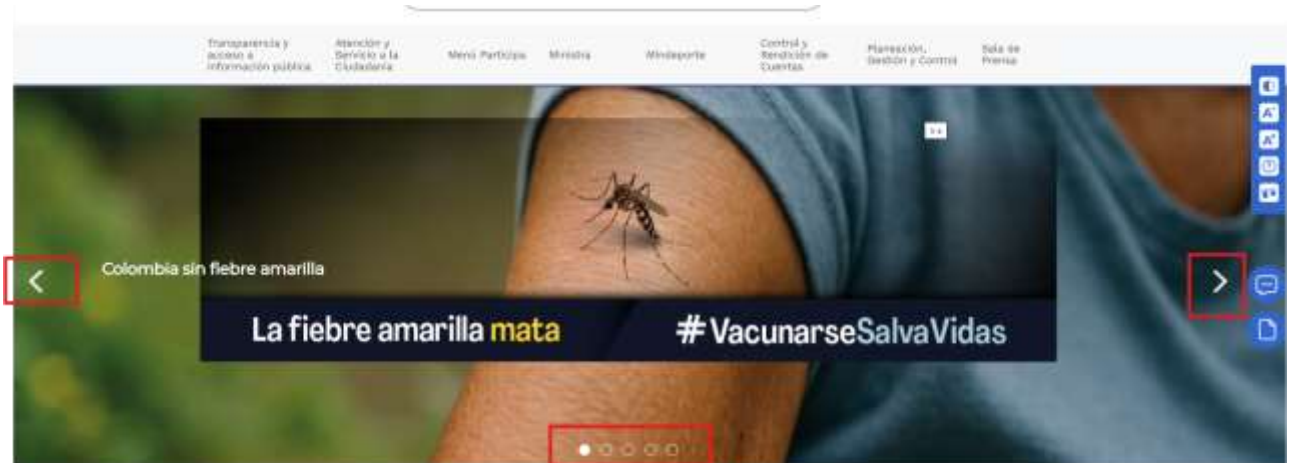 Transparencia y
acceso a
información pública
Atención y
Servicio a la
Ciudadanía
Menú Participa
Ministra
Mindeporte
Control y
Rendición de
Cuentas
Planeación,
Gestión y Control
Sala de
Prensa
Colombia sin fiebre amarilla
La fiebre amarilla mata
#VacunarseSalvaVidas